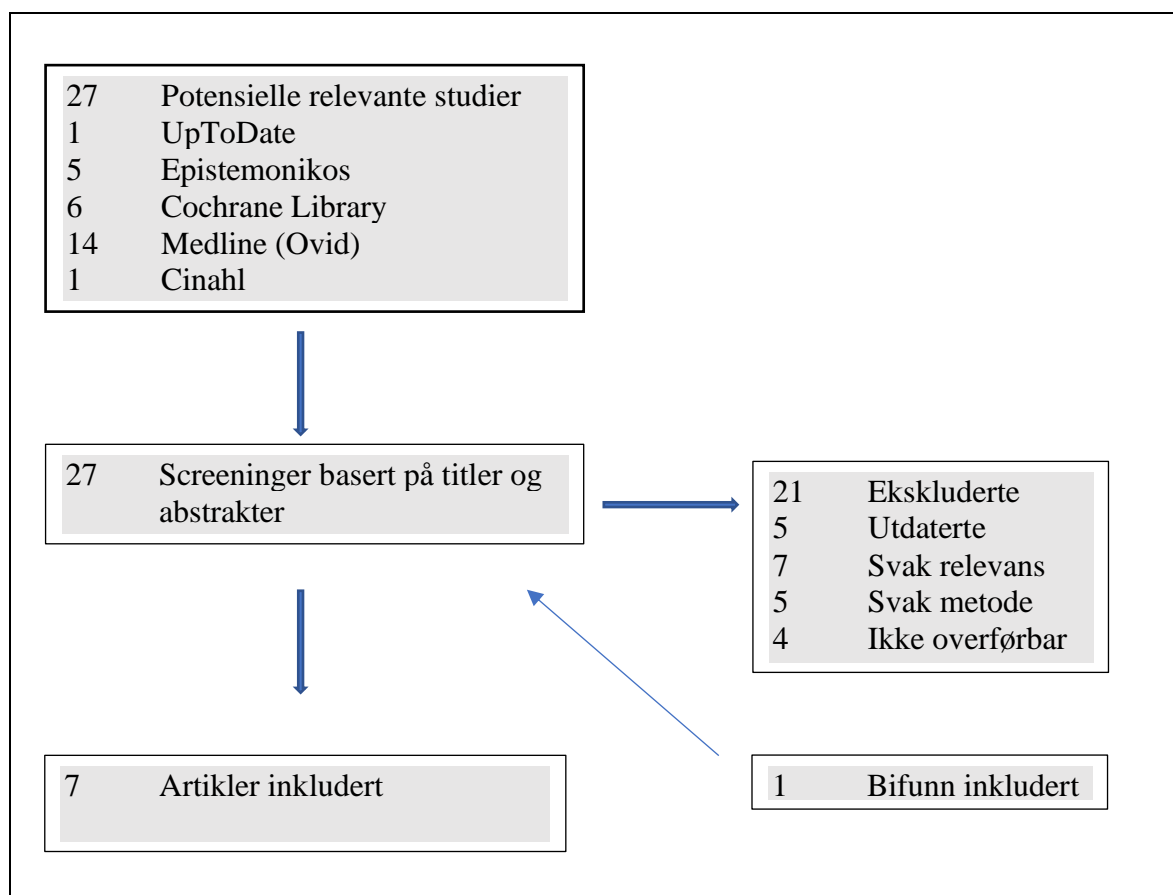 27 Potensielle relevante studier
1 UpToDate
5 Epistemonikos
6 Cochrane Library
14 Medline (Ovid)
1 Cinahl
27 Screeninger basert på titler og
abstrakter
21 Ekskluderte
5 Utdaterte
7 Svak relevans
5 Svak metode
4 Ikke overførbar
7 Artikler inkludert
1 Bifunn inkludert